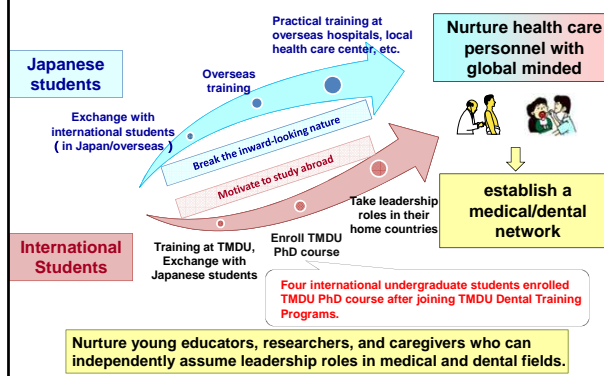 Practical training at
overseas hospitals, local
health care center, etc.
Nurture health care
personnel with
global minded
Japanese
students
Overseas
training
Exchange with
international students
( in Japan/overseas )
Break the inward-looking nature
Motivate to study abroad
Take leadership
roles in their
home countries
establish a
medical/dental
network
International
Students
Training at TMDU,
Exchange with
Japanese students
Enroll TMDU
PhD course
Four international undergraduate students enrolled
TMDU PhD course after joining TMDU Dental Training
Programs.
Nurture young educators, researchers, and caregivers who can
independently assume leadership roles in medical and dental fields.